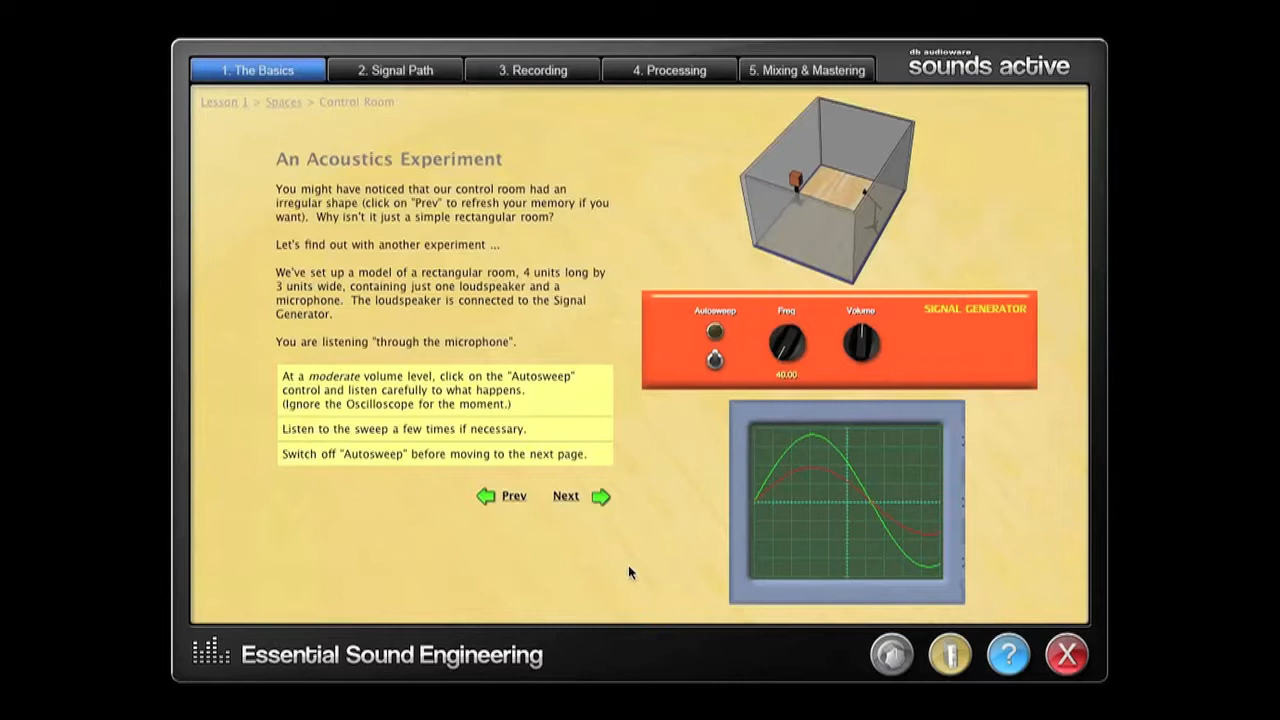 db audioware
sounds active
1. The Basics
2. Signal Path
3. Recording
4. Processing
5. Mixing & Mastering
Lesson 1 > Spaces > Control Room
An Acoustics Experiment
You might have noticed that our control room had an
irregular shape (click on "Prev" to refresh your memory if you
want). Why isn't it just a simple rectangular room?
Let's find out with another experiment ...
We've set up a model of a rectangular room, 4 units long by
3 units wide, containing just one loudspeaker and a
microphone. The loudspeaker is connected to the Signal
Generator.
You are listening "through the microphone".
At a moderate volume level, click on the "Autosweep"
control and listen carefully to what happens.
(Ignore the Oscilloscope for the moment.)
Listen to the sweep a few times if necessary.
Switch off "Autosweep" before moving to the next page.
Prev
Next
Autosweep
Freq
Volume
SIGNAL GENERATOR
40.00
Essential Sound Engineering
?
X